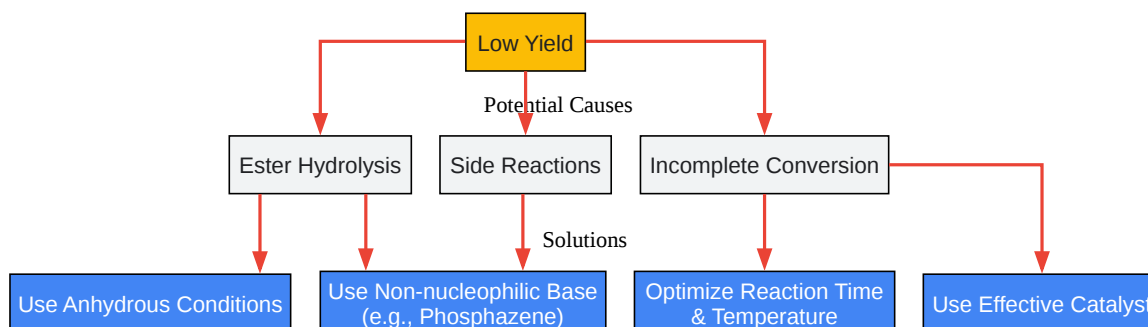 Low Yield
Potential Causes
Ester Hydrolysis
Side Reactions
Incomplete Conversion
Solutions
Use Anhydrous Conditions
Use Non-nucleophilic Base
(e.g., Phosphazene)
Optimize Reaction Time
& Temperature
Use Effective Catalyst